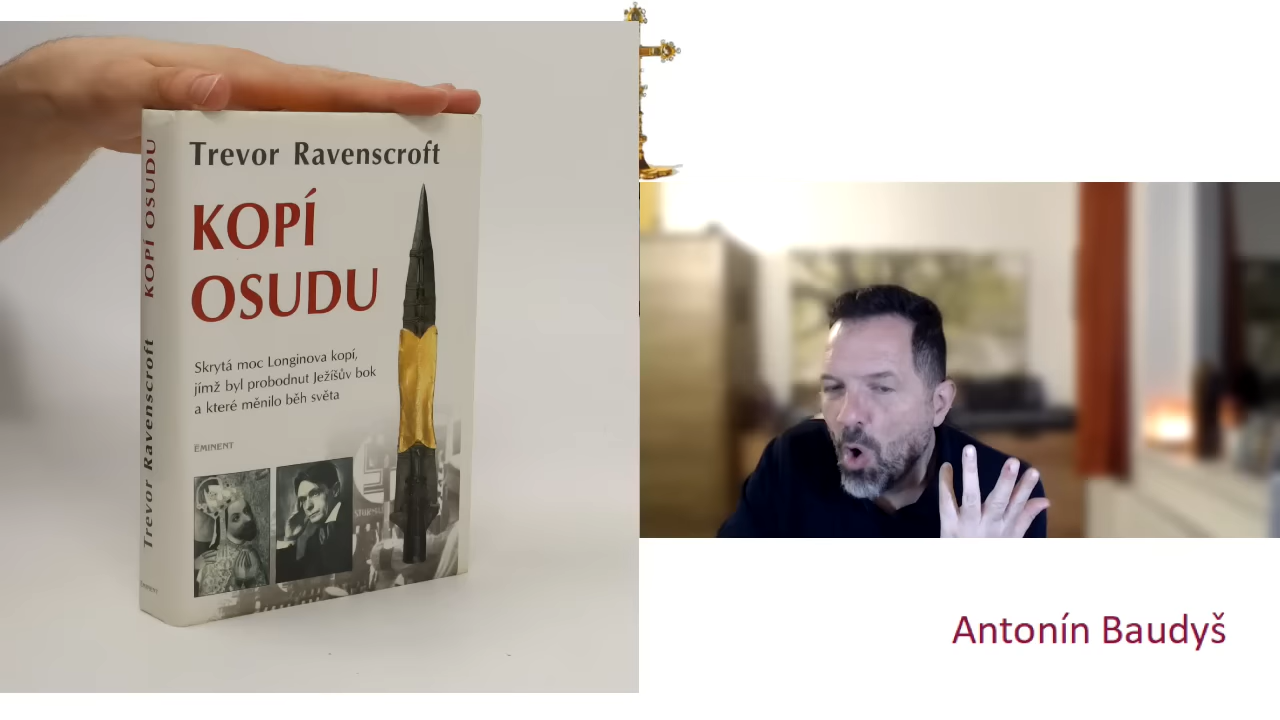 Trevor Ravenscroft
KOPÍ
OSUDU
Skrytá moc Longinova kopí,
jímž byl probodnut Ježíšův bok
a které měnilo běh světa
EMINENT
Trevor Ravenscroft KOPÍ OSUDU
Antonín Baudyš